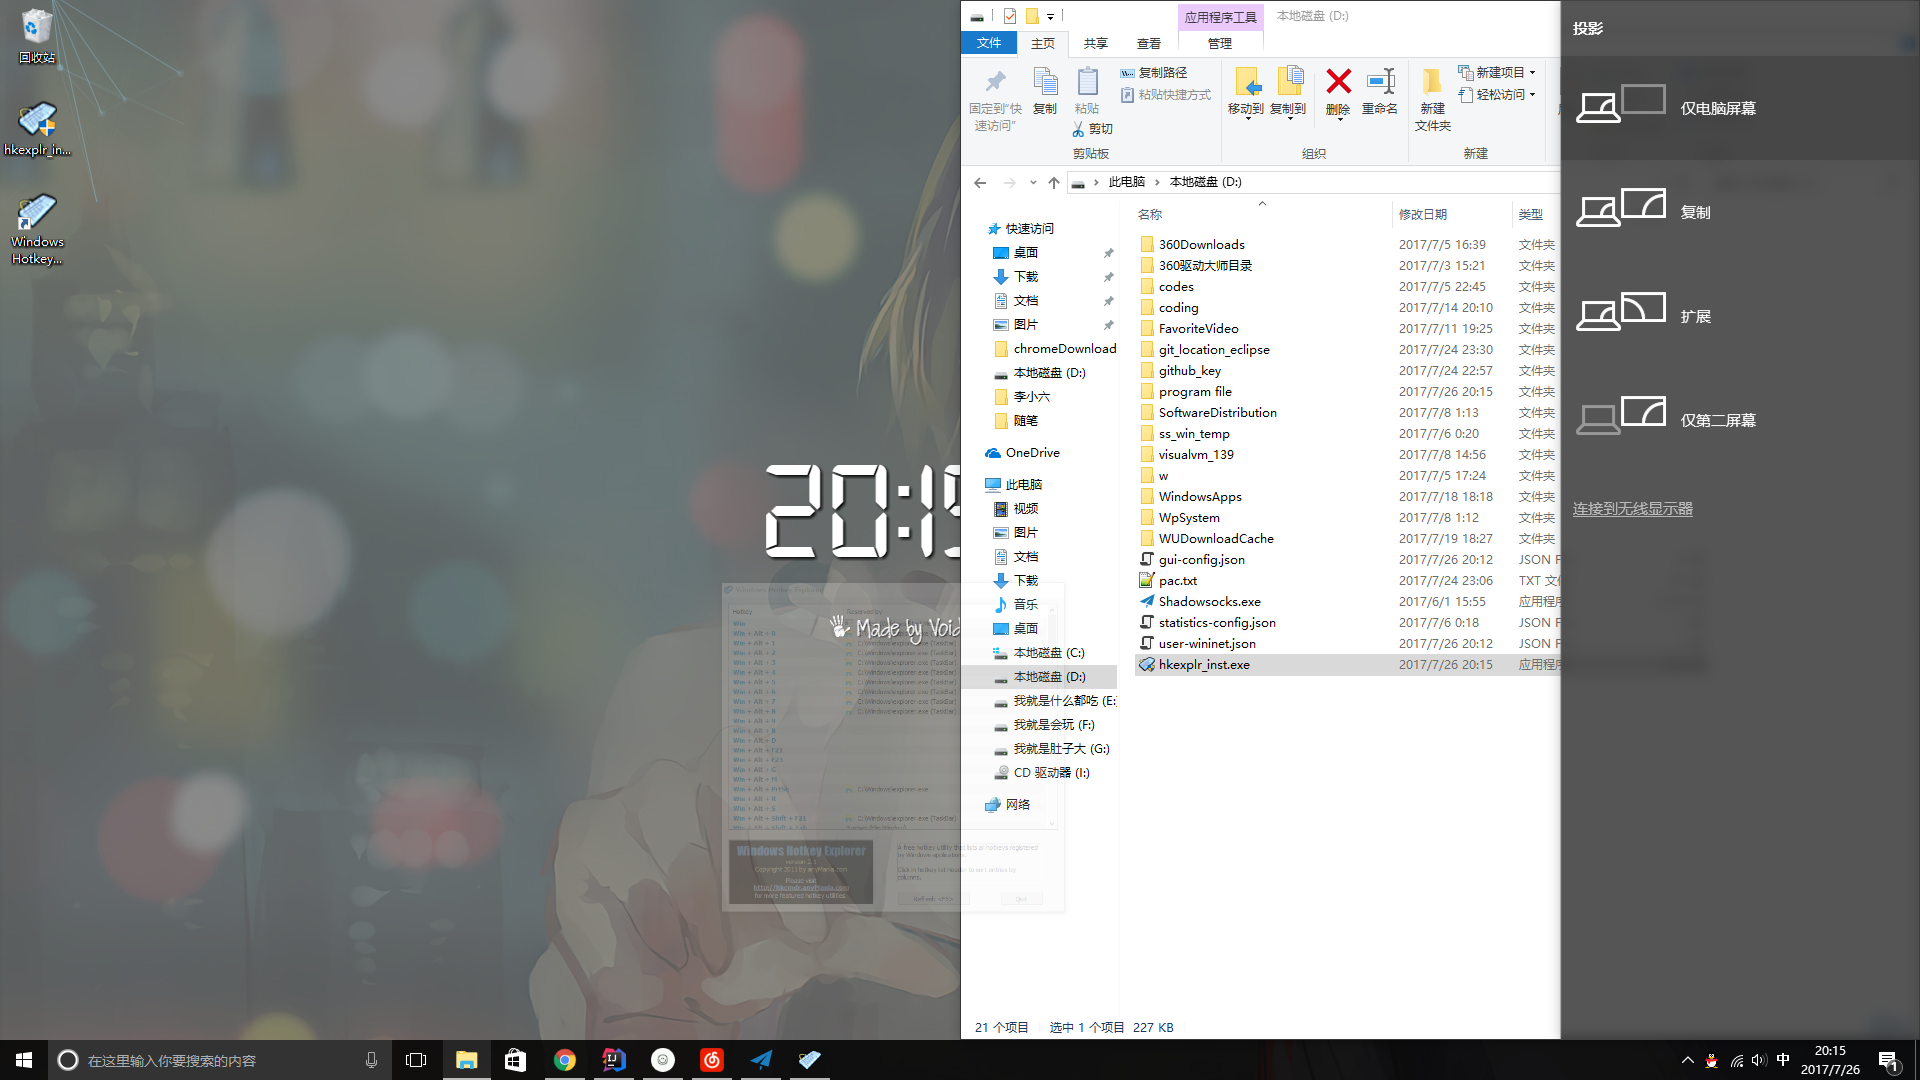 回收站
hkexplr_in...
Windows
Hotkey...
20:15
Made by Void
应用程序工具
本地磁盘 (D:)
文件
主页
共享
查看
管理
固定到“快
速访问”
复制
粘贴
复制路径
粘贴快捷方式
剪切
剪贴板
移动到
复制到
删除
重命名
组织
新建
文件夹
新建项目
轻松访问
新建
此电脑
本地磁盘 (D:)
快速访问
桌面
下载
文档
图片
chromeDownload
本地磁盘 (D:)
李小六
随笔
OneDrive
此电脑
视频
图片
文档
下载
音乐
桌面
本地磁盘 (C:)
本地磁盘 (D:)
我就是什么都吃 (E:
我就是会玩 (F:)
我就是肚子大 (G:)
CD 驱动器 (I:)
网络
名称 修改日期 类型
360Downloads 2017/7/5 16:39 文件夹
360驱动大师目录 2017/7/3 15:21 文件夹
codes 2017/7/5 22:45 文件夹
coding 2017/7/14 20:10 文件夹
FavoriteVideo 2017/7/11 19:25 文件夹
git_location_eclipse 2017/7/24 23:30 文件夹
github_key 2017/7/24 22:57 文件夹
program file 2017/7/26 20:15 文件夹
SoftwareDistribution 2017/7/8 1:13 文件夹
ss_win_temp 2017/7/6 0:20 文件夹
visualvm_139 2017/7/8 14:56 文件夹
w 2017/7/5 17:24 文件夹
WindowsApps 2017/7/18 18:18 文件夹
WpSystem 2017/7/8 1:12 文件夹
WUDownloadCache 2017/7/19 18:27 文件夹
gui-config.json 2017/7/26 20:12 JSON F
pac.txt 2017/7/24 23:06 TXT 文件
Shadowsocks.exe 2017/6/1 15:55 应用程序
statistics-config.json 2017/7/6 0:18 JSON F
user-wininet.json 2017/7/26 20:12 JSON F
hkexplr_inst.exe 2017/7/26 20:15 应用程序
21 个项目 选中 1 个项目 227 KB
Windows Hotkey Explorer
投影
仅电脑屏幕
复制
扩展
仅第二屏幕
连接到无线显示器
在这里输入你要搜索的内容
中
20:15
2017/7/26
1